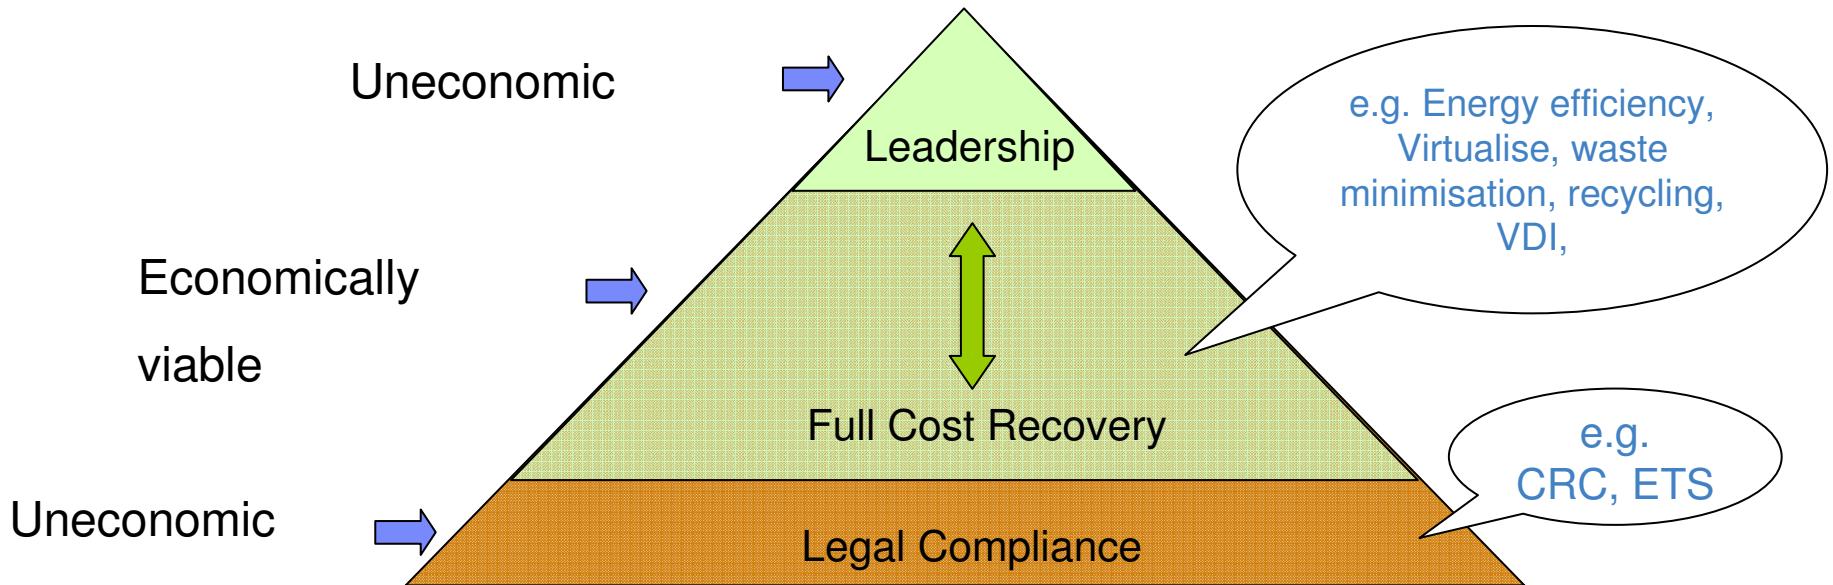 Uneconomic
Leadership
e.g. Energy efficiency,
Virtualise, waste
minimisation, recycling,
VDI,
Economically
viable
Full Cost Recovery
e.g.
CRC, ETS
Uneconomic
Legal Compliance